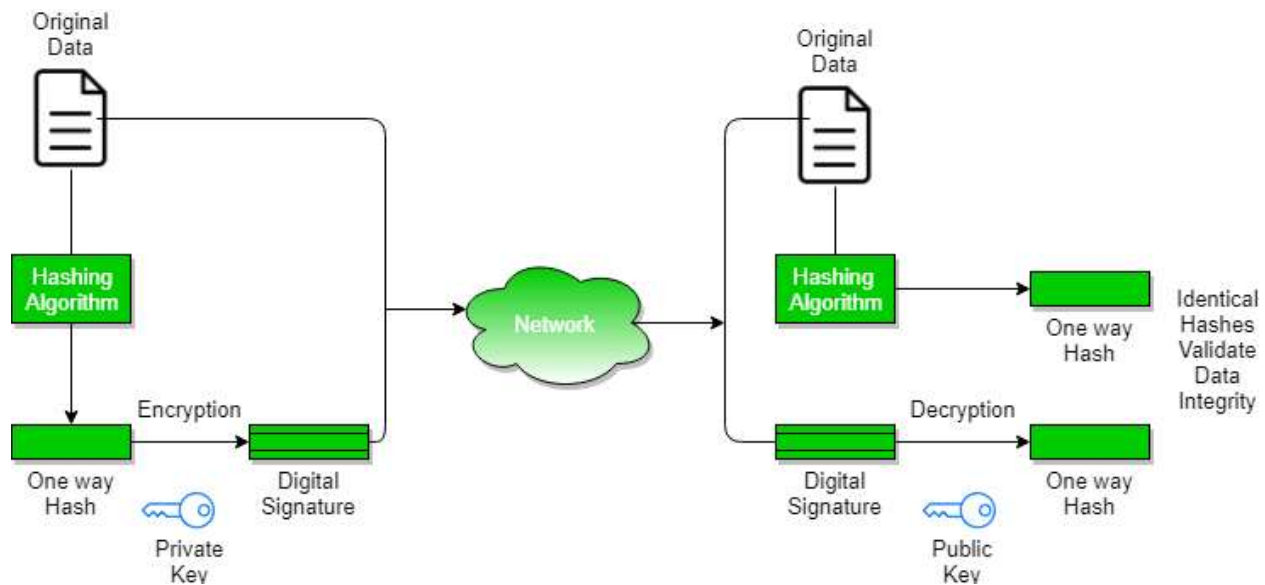 Original
Data
Hashing
Algorithm
Encryption
One way
Hash
Private
Key
Digital
Signature
Network
Original
Data
Hashing
Algorithm
One way
Hash
Identical
Hashes
Validate
Data
Integrity
Decryption
Digital
Signature
Public
Key
One way
Hash